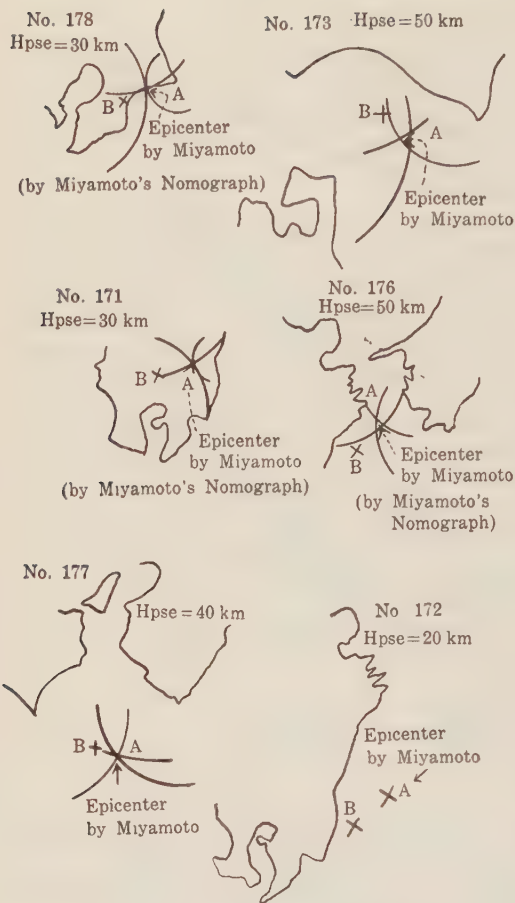 No. 178
Hpse=30 km
A
B
Epicenter
by Miyamoto
(by Miyamoto's Nomograph)
No. 173 Hpse=50 km
B
A
Epicenter
by Miyamoto
No. 171
Hpse=30 km
B
A
Epicenter
by Miyamoto
(by Miyamoto's Nomograph)
No. 176
Hpse=50 km
A
B
Epicenter
by Miyamoto
(by Miyamoto's
Nomograph)
No. 177
Hpse=40 km
B
A
Epicenter
by Miyamoto
No 172
Hpse=20 km
Epicenter
by Miyamoto
A
B